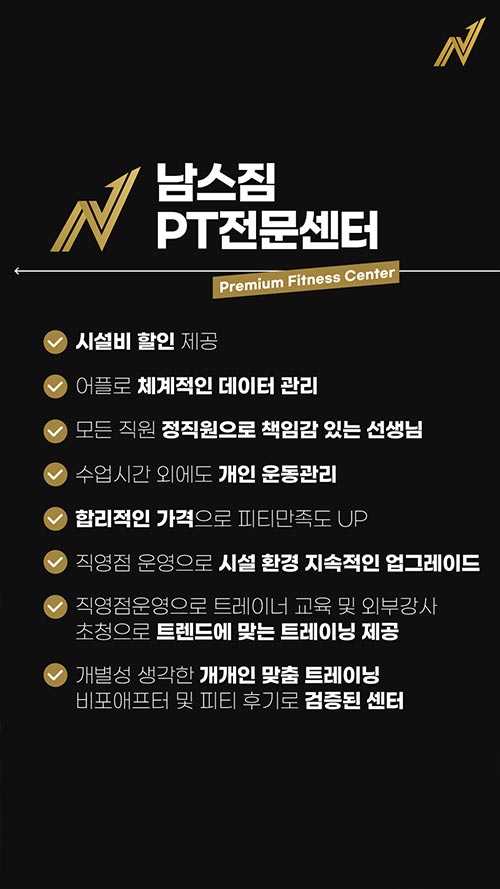 남스짐
PT전문센터
Premium Fitness Center
시설비 할인 제공
어플로 체계적인 데이터 관리
모든 직원 정직원으로 책임감 있는 선생님
수업시간 외에도 개인 운동관리
합리적인 가격으로 피티만족도 UP
직영점 운영으로 시설 환경 지속적인 업그레이드
직영점운영으로 트레이너 교육 및 외부강사
초청으로 트렌드에 맞는 트레이닝 제공
개별성 생각한 개개인 맞춤 트레이닝
비포애프터 및 피티 후기로 검증된 센터